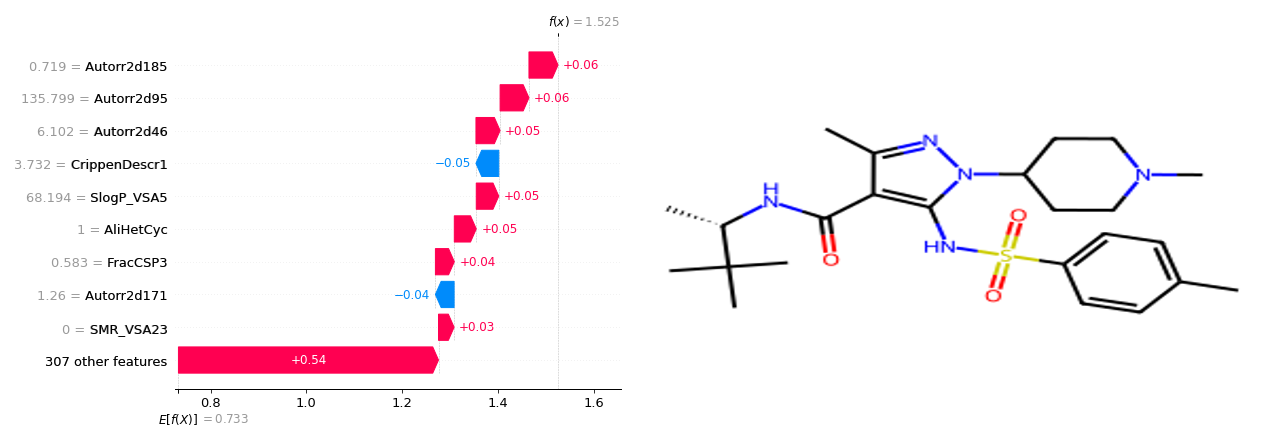 f(x) = 1.525
0.719 = Autorr2d185
+0.06
135.799 = Autorr2d95
+0.06
6.102 = Autorr2d46
+0.05
3.732 = CrippenDescr1
−0.05
68.194 = SlogP_VSA5
+0.05
1 = AliHetCyc
+0.05
0.583 = FracCSP3
+0.04
1.26 = Autorr2d171
−0.04
0 = SMR_VSA23
+0.03
307 other features
+0.54
0.8 1.0 1.2 1.4 1.6
E[f(X)] = 0.733
N
H
N
N
N
O
HN
O
S
O